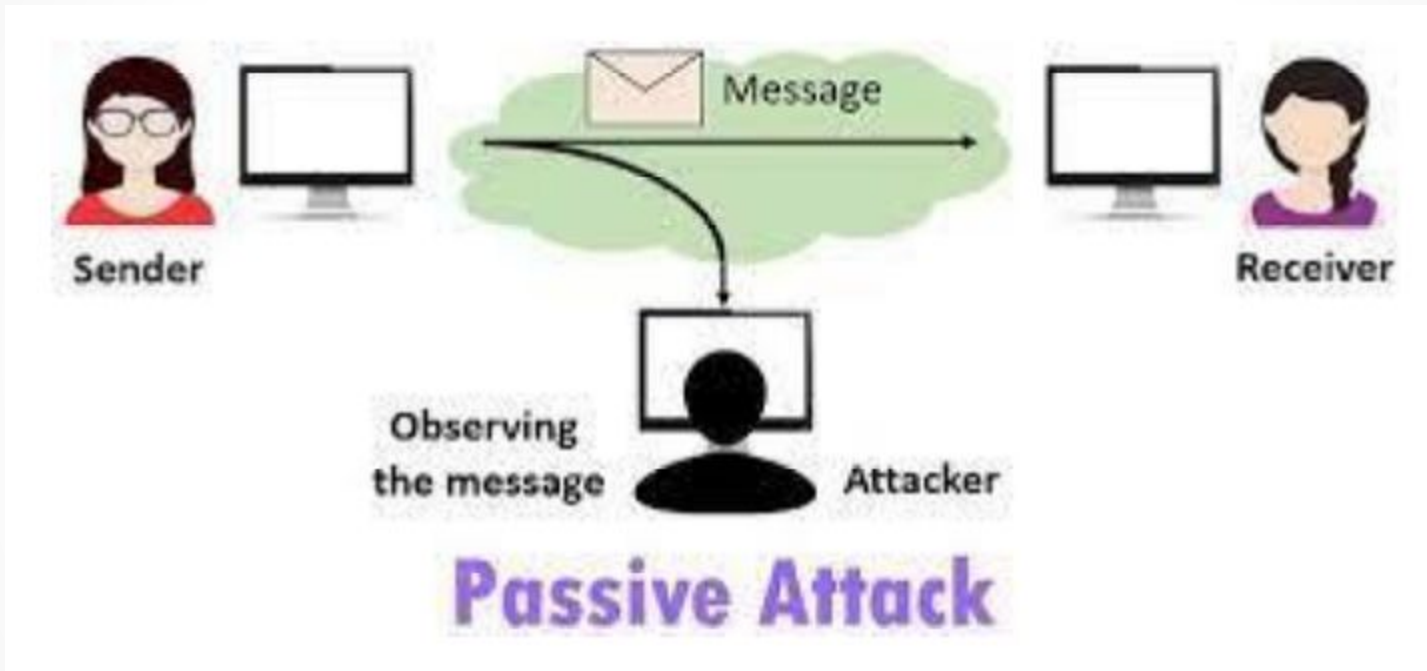 Message
Sender
Receiver
Observing
the message
Attacker
Passive Attack